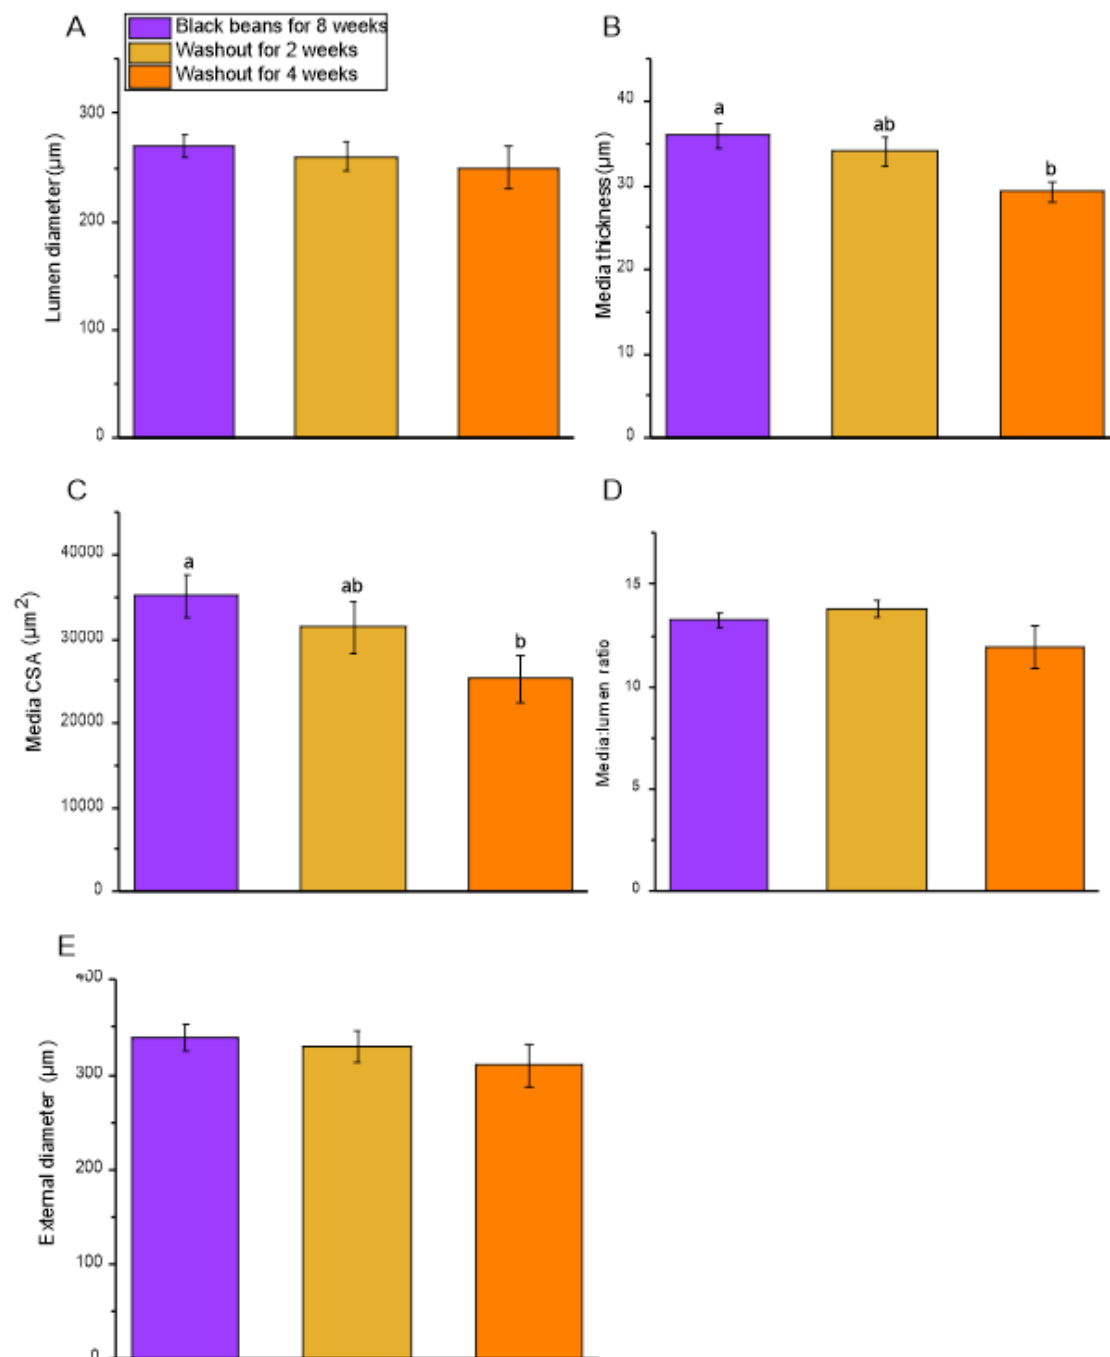 A
Black beans for 8 weeks
Washout for 2 weeks
Washout for 4 weeks
300
200
100
0
Lumen diameter (µm)
B
40
30
20
10
0
Media thickness (µm)
a
ab
b
C
40000
30000
20000
10000
0
Media CSA (µm²)
a
ab
b
D
15
10
5
0
Media:lumen ratio
E
400
300
200
100
0
External diameter (µm)